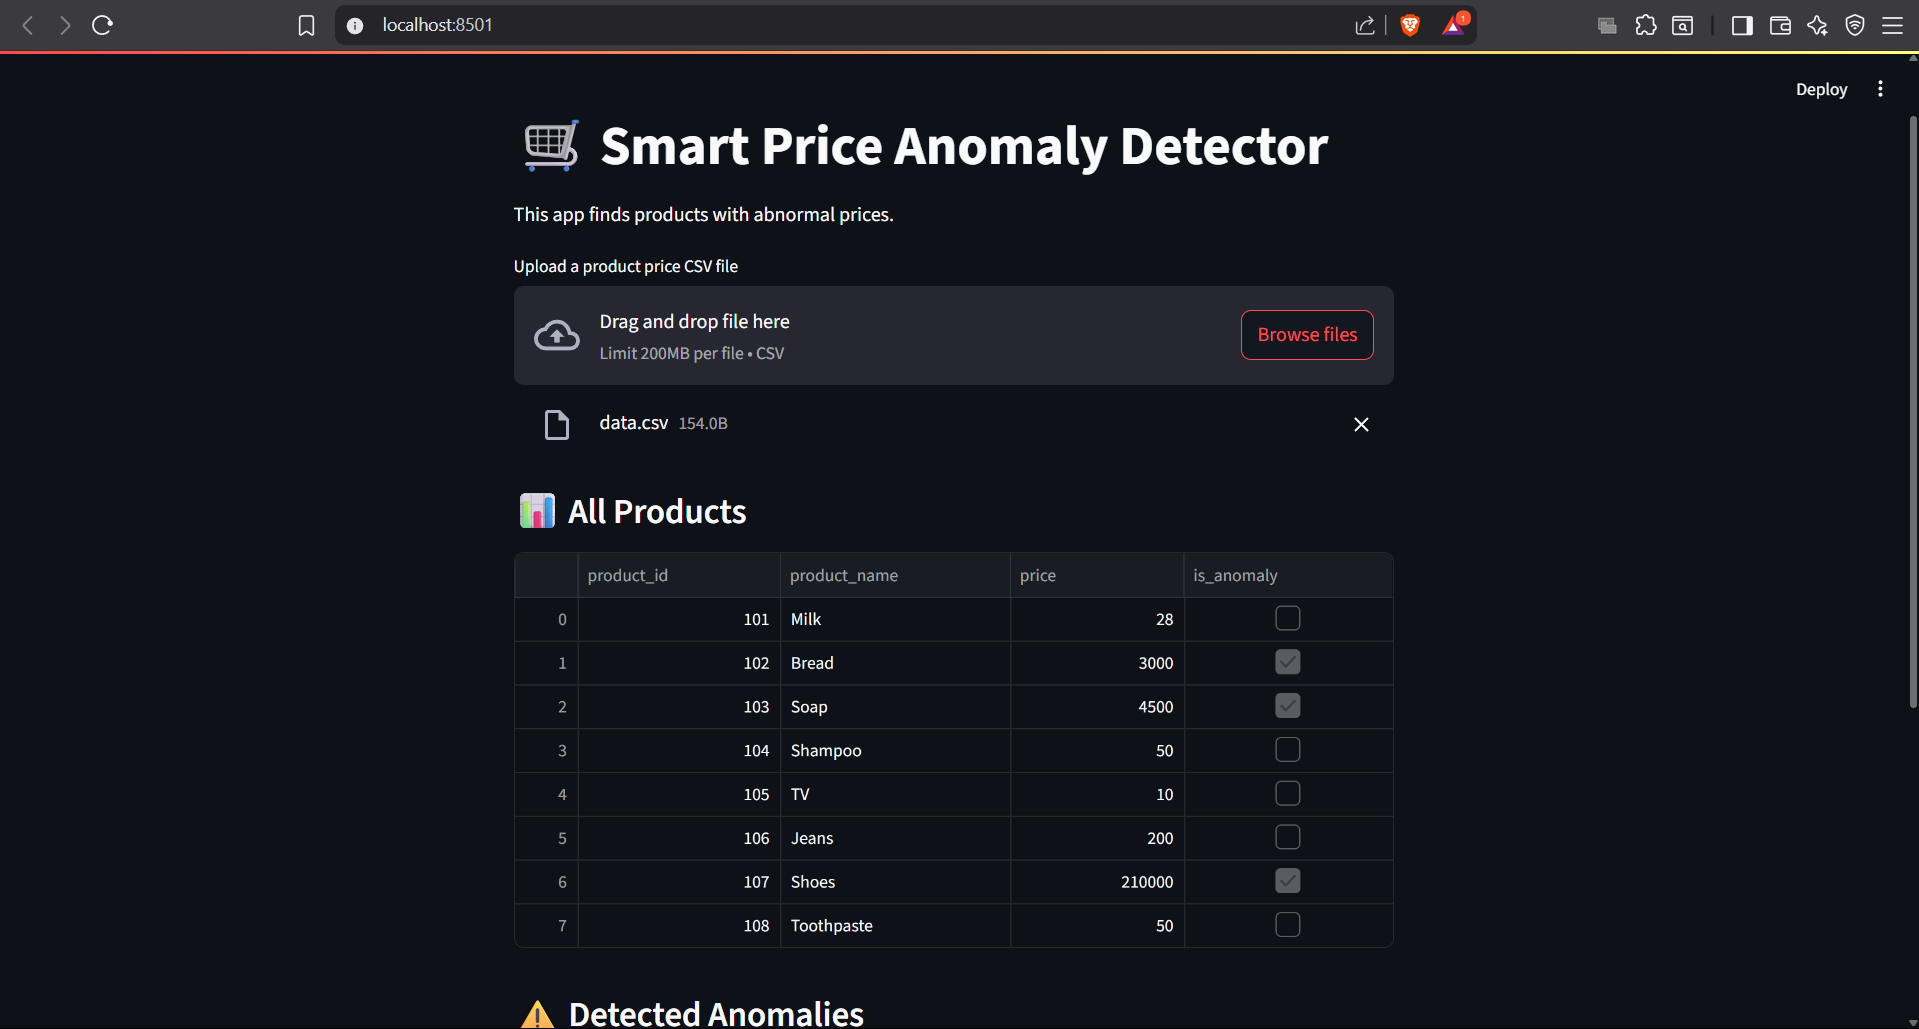 localhost:8501
1
Deploy
Smart Price Anomaly Detector
This app finds products with abnormal prices.
Upload a product price CSV file
Drag and drop file here
Limit 200MB per file • CSV
Browse files
data.csv 154.0B
All Products
product_id product_name price is_anomaly
0 101 Milk 28
1 102 Bread 3000
2 103 Soap 4500
3 104 Shampoo 50
4 105 TV 10
5 106 Jeans 200
6 107 Shoes 210000
7 108 Toothpaste 50
Detected Anomalies